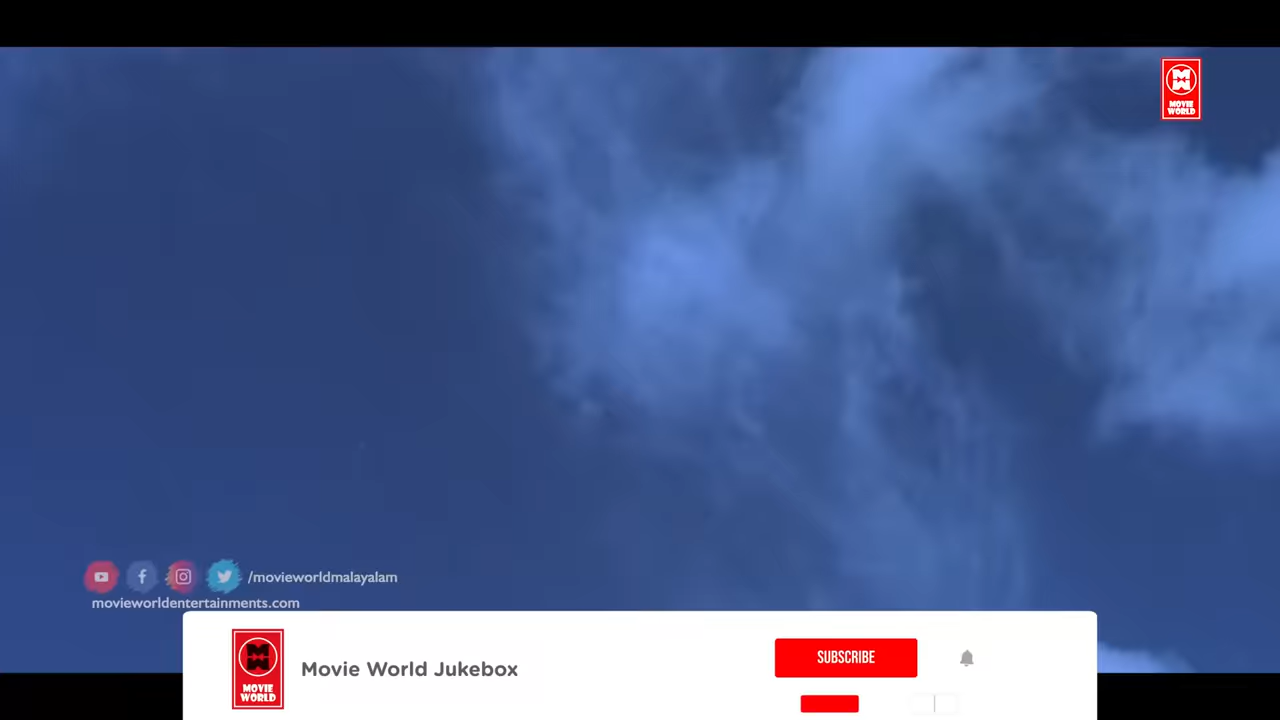 MOVIE
WORLD
/movieworldmalayalam
movieworldentertainments.com
MOVIE
WORLD
Movie World Jukebox
SUBSCRIBE